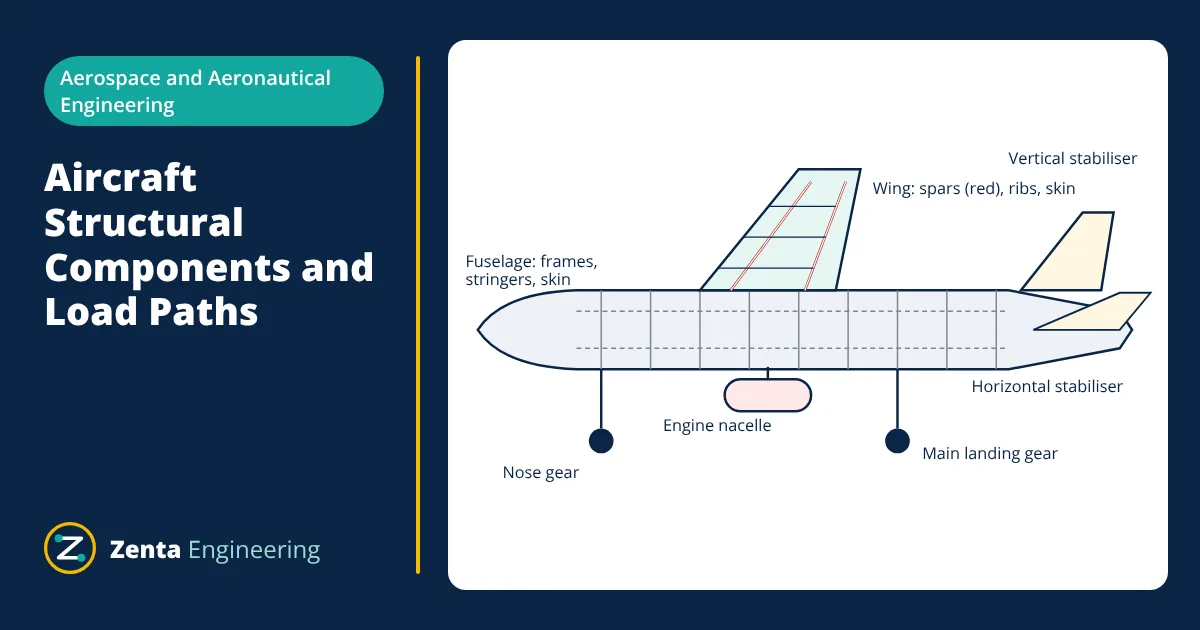 Aerospace and Aeronautical
Engineering
Aircraft
Structural
Components and
Load Paths
Zenta Engineering
Vertical stabiliser
Wing: spars (red), ribs, skin
Fuselage: frames,
stringers, skin
Horizontal stabiliser
Engine nacelle
Main landing gear
Nose gear